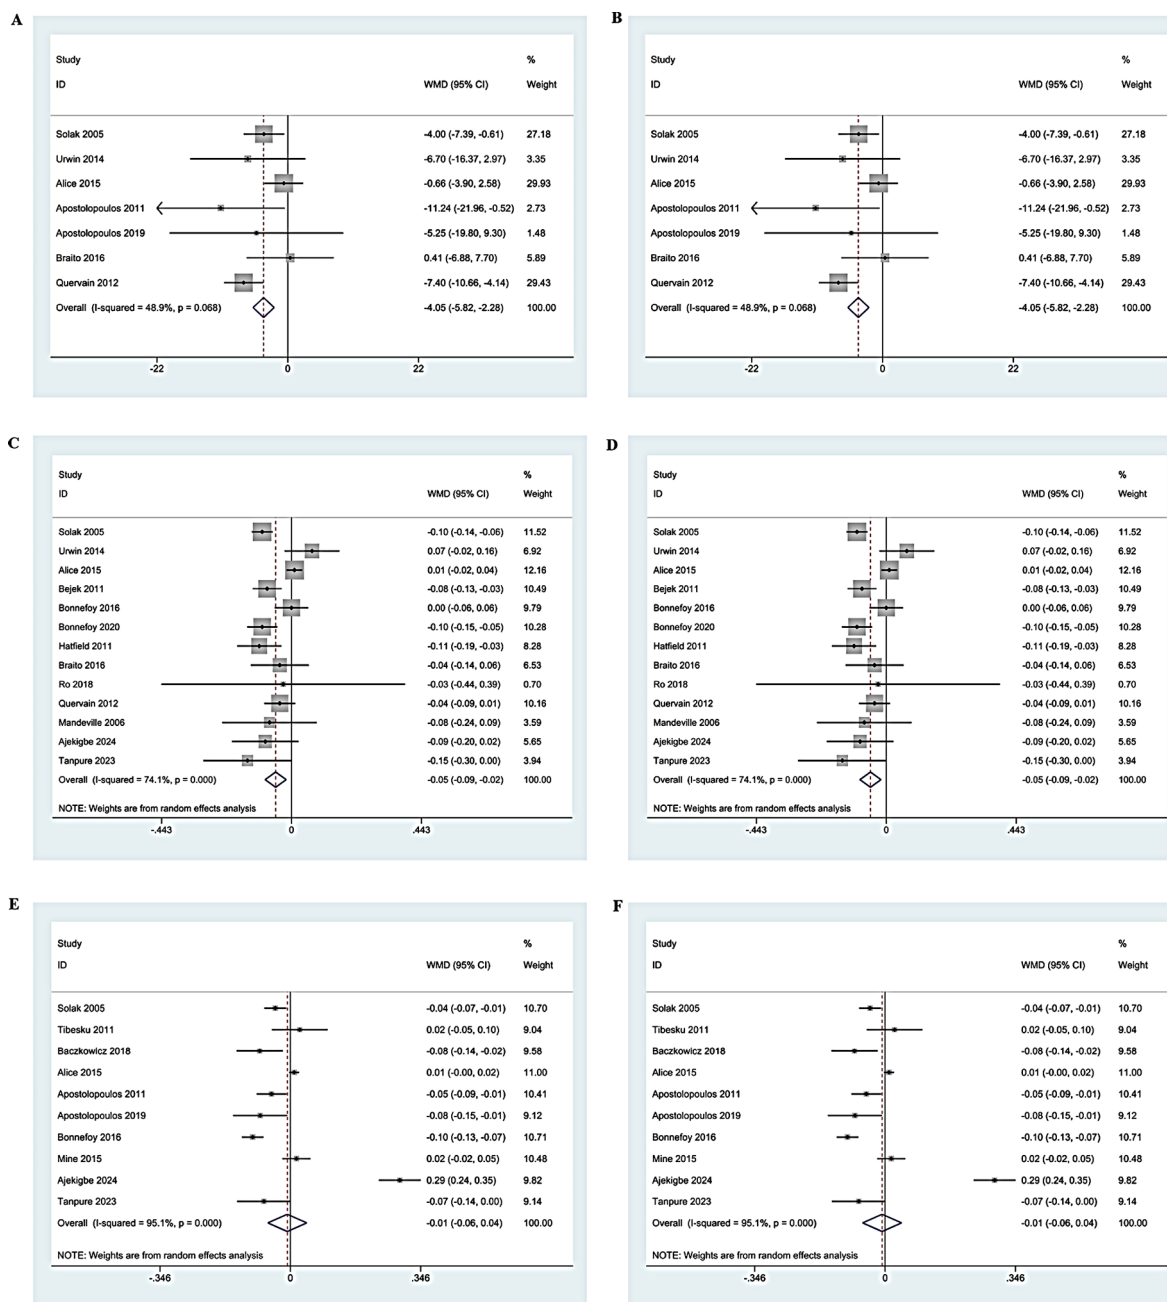 A
Study %
ID WMD (95% CI) Weight
Solak 2005 -4.00 (-7.39, -0.61) 27.18
Urwin 2014 -6.70 (-16.37, 2.97) 3.35
Alice 2015 -0.66 (-3.90, 2.58) 29.93
Apostolopoulos 2011 -11.24 (-21.96, -0.52) 2.73
Apostolopoulos 2019 -5.25 (-19.80, 9.30) 1.48
Braito 2016 0.41 (-6.88, 7.70) 5.89
Quervain 2012 -7.40 (-10.66, -4.14) 29.43
Overall (I-squared = 48.9%, p = 0.068) -4.05 (-5.82, -2.28) 100.00
-22 0 22
B
Study %
ID WMD (95% CI) Weight
Solak 2005 -4.00 (-7.39, -0.61) 27.18
Urwin 2014 -6.70 (-16.37, 2.97) 3.35
Alice 2015 -0.66 (-3.90, 2.58) 29.93
Apostolopoulos 2011 -11.24 (-21.96, -0.52) 2.73
Apostolopoulos 2019 -5.25 (-19.80, 9.30) 1.48
Braito 2016 0.41 (-6.88, 7.70) 5.89
Quervain 2012 -7.40 (-10.66, -4.14) 29.43
Overall (I-squared = 48.9%, p = 0.068) -4.05 (-5.82, -2.28) 100.00
-22 0 22
C
Study %
ID WMD (95% CI) Weight
Solak 2005 -0.10 (-0.14, -0.06) 11.52
Urwin 2014 0.07 (-0.02, 0.16) 6.92
Alice 2015 0.01 (-0.02, 0.04) 12.16
Bejek 2011 -0.08 (-0.13, -0.03) 10.49
Bonnefoy 2016 0.00 (-0.06, 0.06) 9.79
Bonnefoy 2020 -0.10 (-0.15, -0.05) 10.28
Hatfield 2011 -0.11 (-0.19, -0.03) 8.28
Braito 2016 -0.04 (-0.14, 0.06) 6.53
Ro 2018 -0.03 (-0.44, 0.39) 0.70
Quervain 2012 -0.04 (-0.09, 0.01) 10.16
Mandeville 2006 -0.08 (-0.24, 0.09) 3.59
Ajekigbe 2024 -0.09 (-0.20, 0.02) 5.65
Tanpure 2023 -0.15 (-0.30, 0.00) 3.94
Overall (I-squared = 74.1%, p = 0.000) -0.05 (-0.09, -0.02) 100.00
NOTE: Weights are from random effects analysis
-.443 0 .443
D
Study %
ID WMD (95% CI) Weight
Solak 2005 -0.10 (-0.14, -0.06) 11.52
Urwin 2014 0.07 (-0.02, 0.16) 6.92
Alice 2015 0.01 (-0.02, 0.04) 12.16
Bejek 2011 -0.08 (-0.13, -0.03) 10.49
Bonnefoy 2016 0.00 (-0.06, 0.06) 9.79
Bonnefoy 2020 -0.10 (-0.15, -0.05) 10.28
Hatfield 2011 -0.11 (-0.19, -0.03) 8.28
Braito 2016 -0.04 (-0.14, 0.06) 6.53
Ro 2018 -0.03 (-0.44, 0.39) 0.70
Quervain 2012 -0.04 (-0.09, 0.01) 10.16
Mandeville 2006 -0.08 (-0.24, 0.09) 3.59
Ajekigbe 2024 -0.09 (-0.20, 0.02) 5.65
Tanpure 2023 -0.15 (-0.30, 0.00) 3.94
Overall (I-squared = 74.1%, p = 0.000) -0.05 (-0.09, -0.02) 100.00
NOTE: Weights are from random effects analysis
-.443 0 .443
E
Study %
ID WMD (95% CI) Weight
Solak 2005 -0.04 (-0.07, -0.01) 10.70
Tibesku 2011 0.02 (-0.05, 0.10) 9.04
Baczkowicz 2018 -0.08 (-0.14, -0.02) 9.58
Alice 2015 0.01 (-0.00, 0.02) 11.00
Apostolopoulos 2011 -0.05 (-0.09, -0.01) 10.41
Apostolopoulos 2019 -0.08 (-0.15, -0.01) 9.12
Bonnefoy 2016 -0.10 (-0.13, -0.07) 10.71
Mine 2015 0.02 (-0.02, 0.05) 10.48
Ajekigbe 2024 0.29 (0.24, 0.35) 9.82
Tanpure 2023 -0.07 (-0.14, 0.00) 9.14
Overall (I-squared = 95.1%, p = 0.000) -0.01 (-0.06, 0.04) 100.00
NOTE: Weights are from random effects analysis
-.346 0 .346
F
Study %
ID WMD (95% CI) Weight
Solak 2005 -0.04 (-0.07, -0.01) 10.70
Tibesku 2011 0.02 (-0.05, 0.10) 9.04
Baczkowicz 2018 -0.08 (-0.14, -0.02) 9.58
Alice 2015 0.01 (-0.00, 0.02) 11.00
Apostolopoulos 2011 -0.05 (-0.09, -0.01) 10.41
Apostolopoulos 2019 -0.08 (-0.15, -0.01) 9.12
Bonnefoy 2016 -0.10 (-0.13, -0.07) 10.71
Mine 2015 0.02 (-0.02, 0.05) 10.48
Ajekigbe 2024 0.29 (0.24, 0.35) 9.82
Tanpure 2023 -0.07 (-0.14, 0.00) 9.14
Overall (I-squared = 95.1%, p = 0.000) -0.01 (-0.06, 0.04) 100.00
NOTE: Weights are from random effects analysis
-.346 0 .346